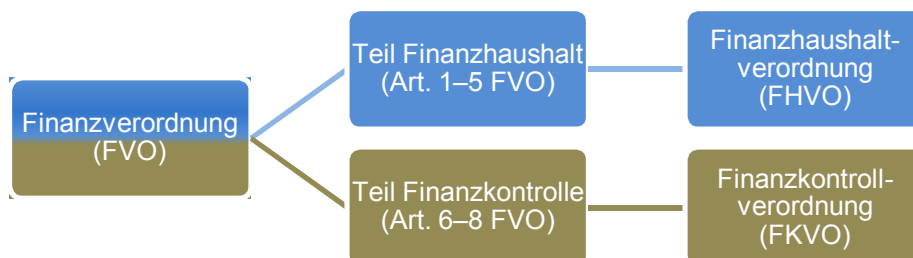 Finanzverordnung
(FVO)
Teil Finanzhaushalt
(Art. 1–5 FVO)
Finanzhaushalt-
verordnung
(FHVO)
Teil Finanzkontrolle
(Art. 6–8 FVO)
Finanzkontroll-
verordnung
(FKVO)